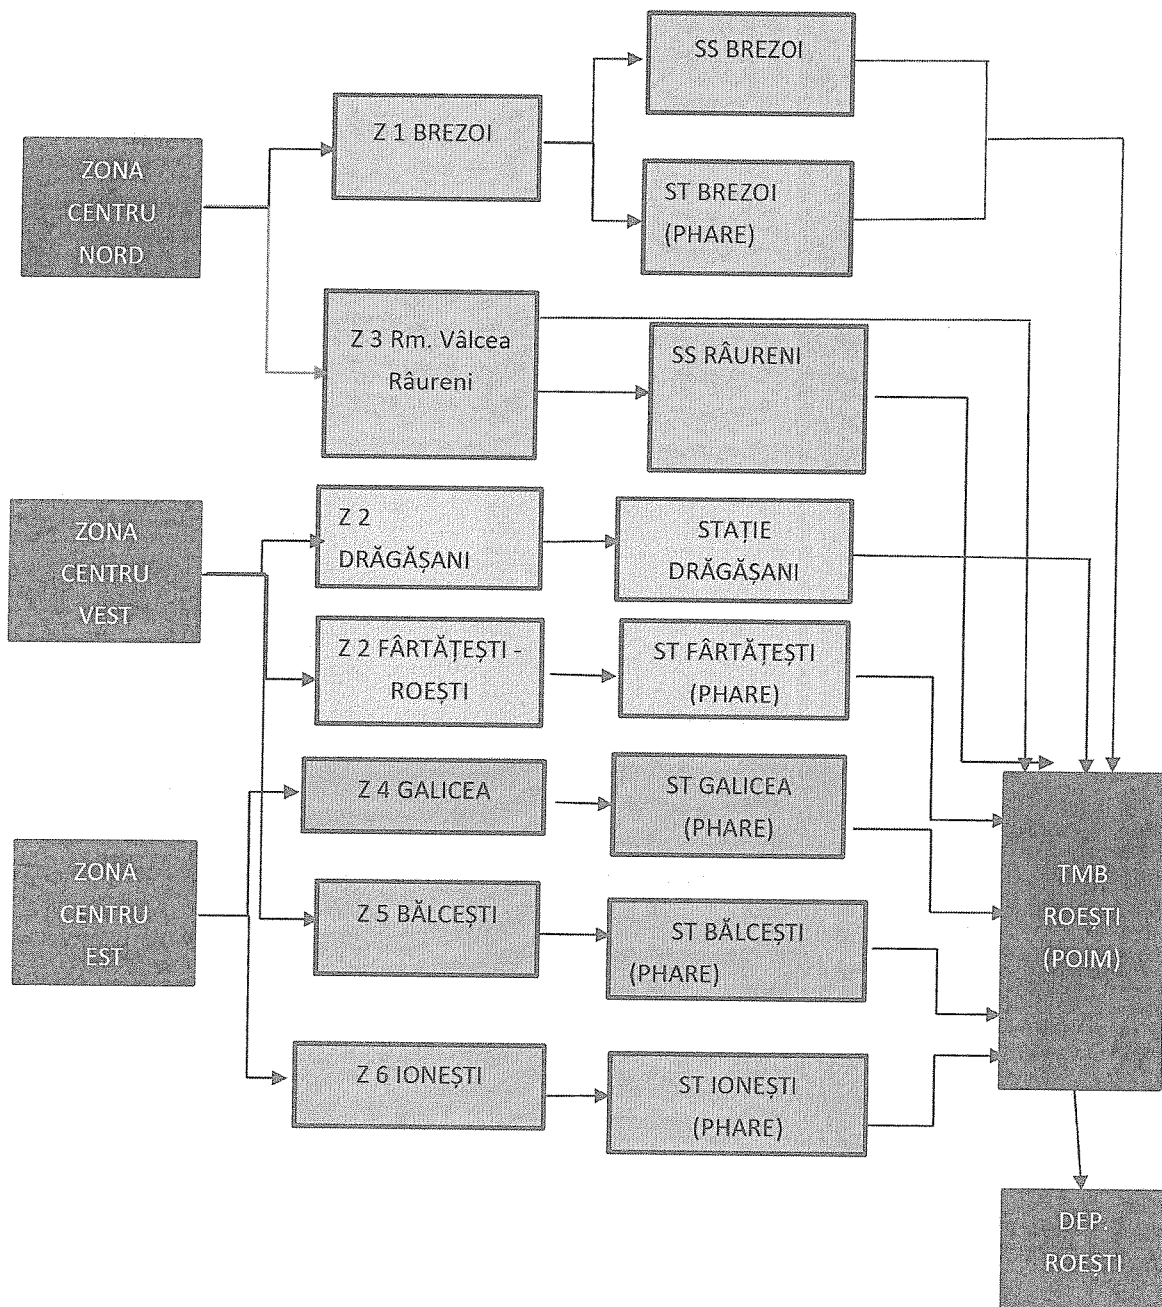 ZONA
CENTRU
NORD
Z 1 BREZOI
SS BREZOI
ST BREZOI
(PHARE)
Z 3 Rm. Vâlcea
Râureni
SS RÂURENI
ZONA
CENTRU
VEST
Z 2
DRĂGĂȘANI
STAȚIE
DRĂGĂȘANI
Z 2 FÂRTĂȚEȘTI -
ROEȘTI
ST FÂRTĂȚEȘTI
(PHARE)
ZONA
CENTRU
EST
Z 4 GALICEA
ST GALICEA
(PHARE)
Z 5 BĂLCEȘTI
ST BĂLCEȘTI
(PHARE)
Z 6 IONEȘTI
ST IONEȘTI
(PHARE)
TMB
ROEȘTI
(POIM)
DEP.
ROEȘTI